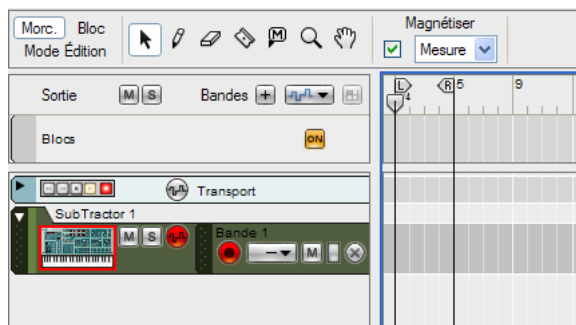 Morc. Bloc
Mode Édition
M
Magnétiser
Mesure
Sortie M S Bandes +
L R 5 9
4
Blocs ON
Transport
SubTractor 1
M S Bande 1
M